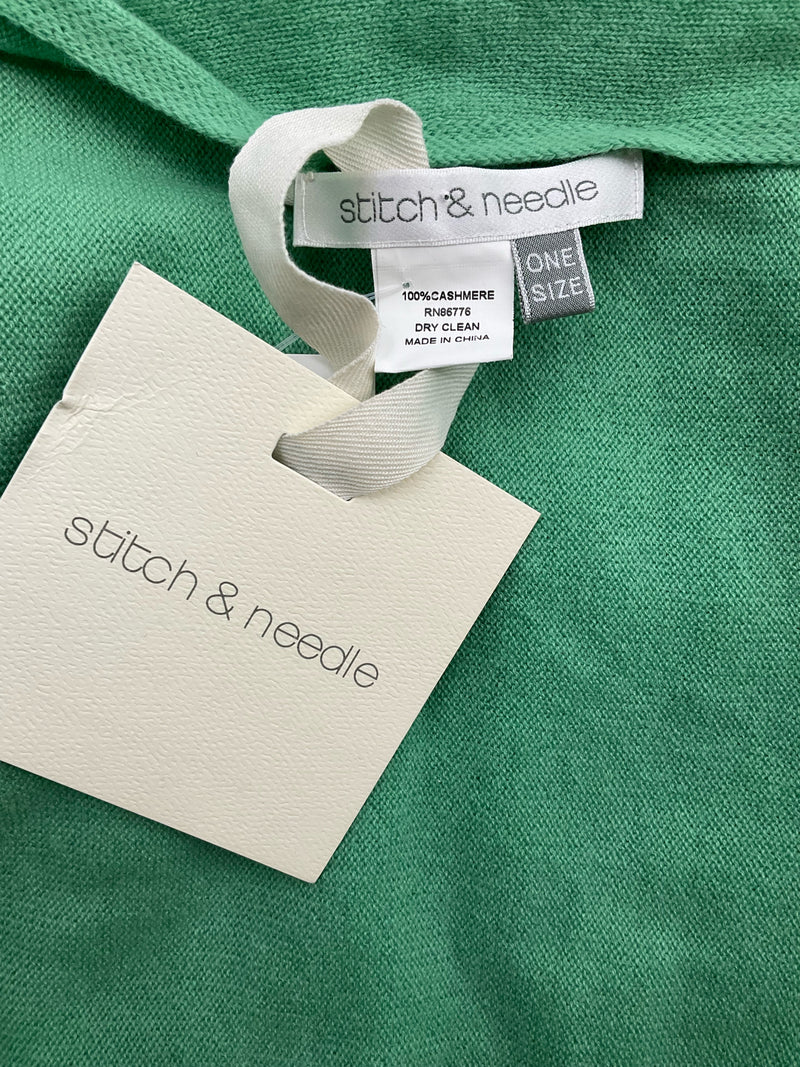 stitch & needle
ONE
SIZE
100%CASHMERE
RN86776
DRY CLEAN
MADE IN CHINA
stitch & needle